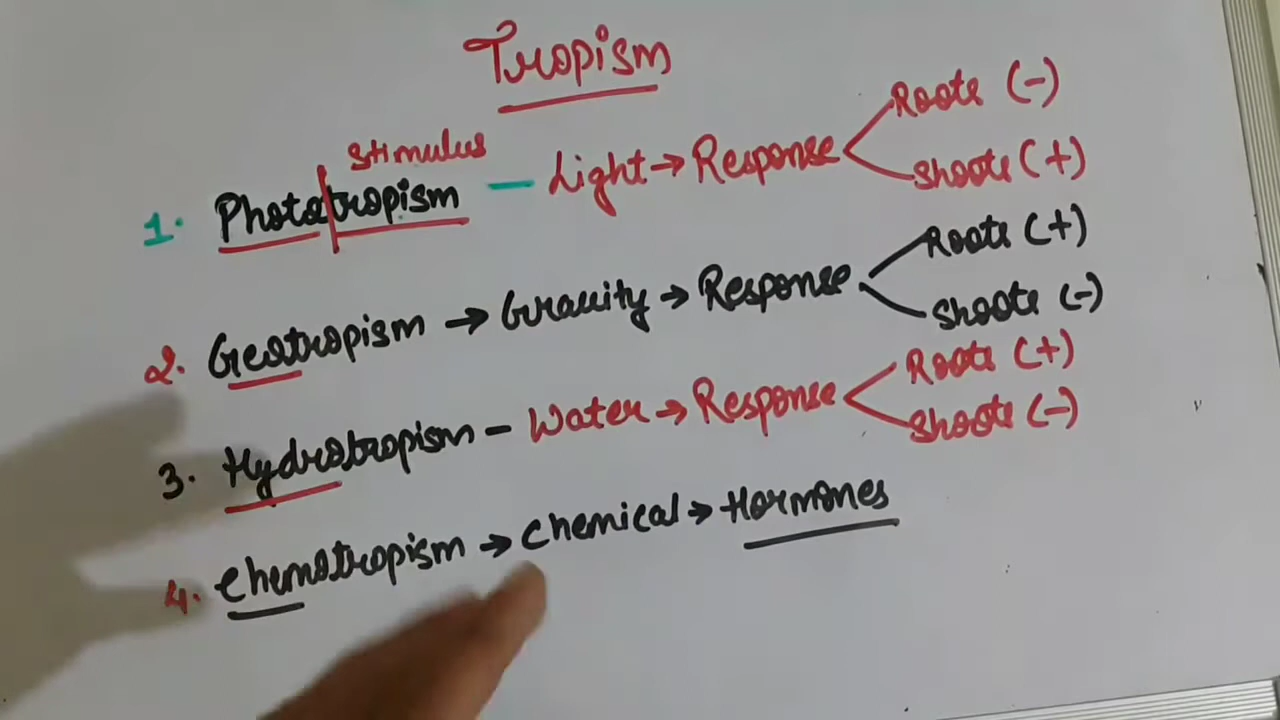 Tropism
stimulus
1. Phototropism - Light → Response Roots (-)
Shoots (+)
2. Geotropism → Gravity → Response Roots (+)
Shoots (-)
3. Hydrotropism - Water → Response Roots (+)
Shoots (-)
4. Chemotropism → Chemical → Hormones